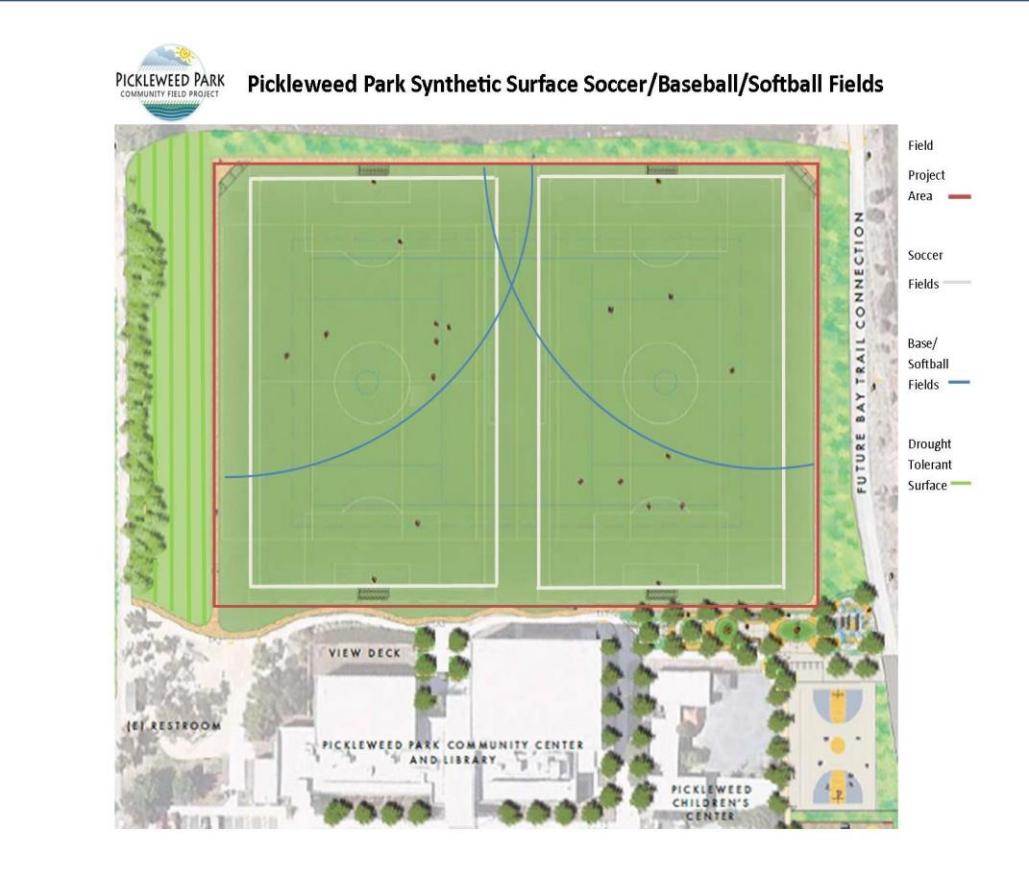 PICKLEWEED PARK
COMMUNITY FIELD PROJECT
Pickleweed Park Synthetic Surface Soccer/Baseball/Softball Fields
Field
Project
Area
Soccer
Fields
Base/
Softball
Fields
Drought
Tolerant
Surface
FUTURE BAY TRAIL CONNECTION
VIEW DECK
(E) RESTROOM
PICKLEWEED PARK COMMUNITY CENTER
AND LIBRARY
PICKLEWEED
CHILDREN'S
CENTER